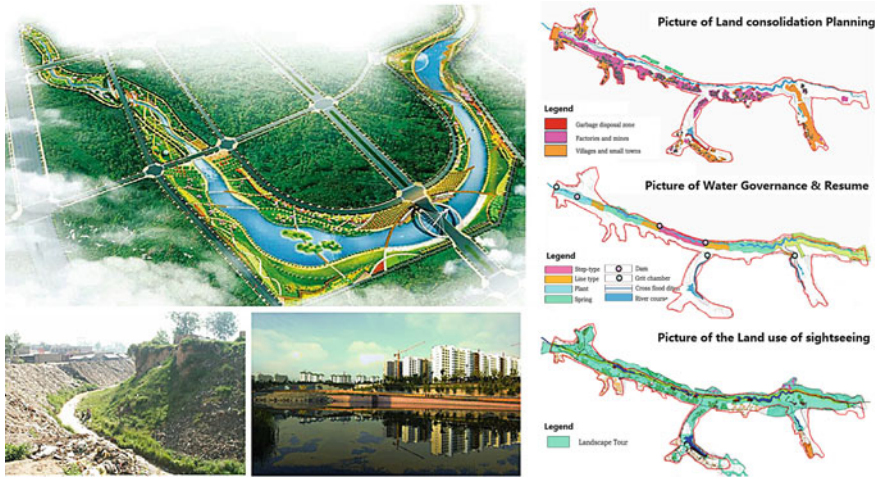 Picture of Land consolidation Planning
Legend
Garbage disposal zone
Factories and mines
Villages and small towns
Picture of Water Governance & Resume
Legend
Step-type
Dam
Line type
Grit chamber
Plant
Cross flood ditch
Spring
River course
Picture of the Land use of sightseeing
Legend
Landscape Tour